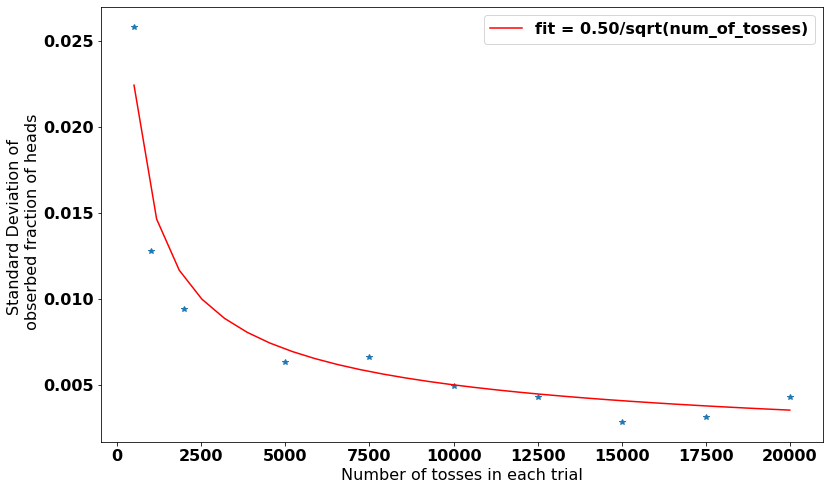 fit = 0.50/sqrt(num_of_tosses)
0.025
0.020
0.015
0.010
0.005
Standard Deviation of
obserbed fraction of heads
0 2500 5000 7500 10000 12500 15000 17500 20000
Number of tosses in each trial